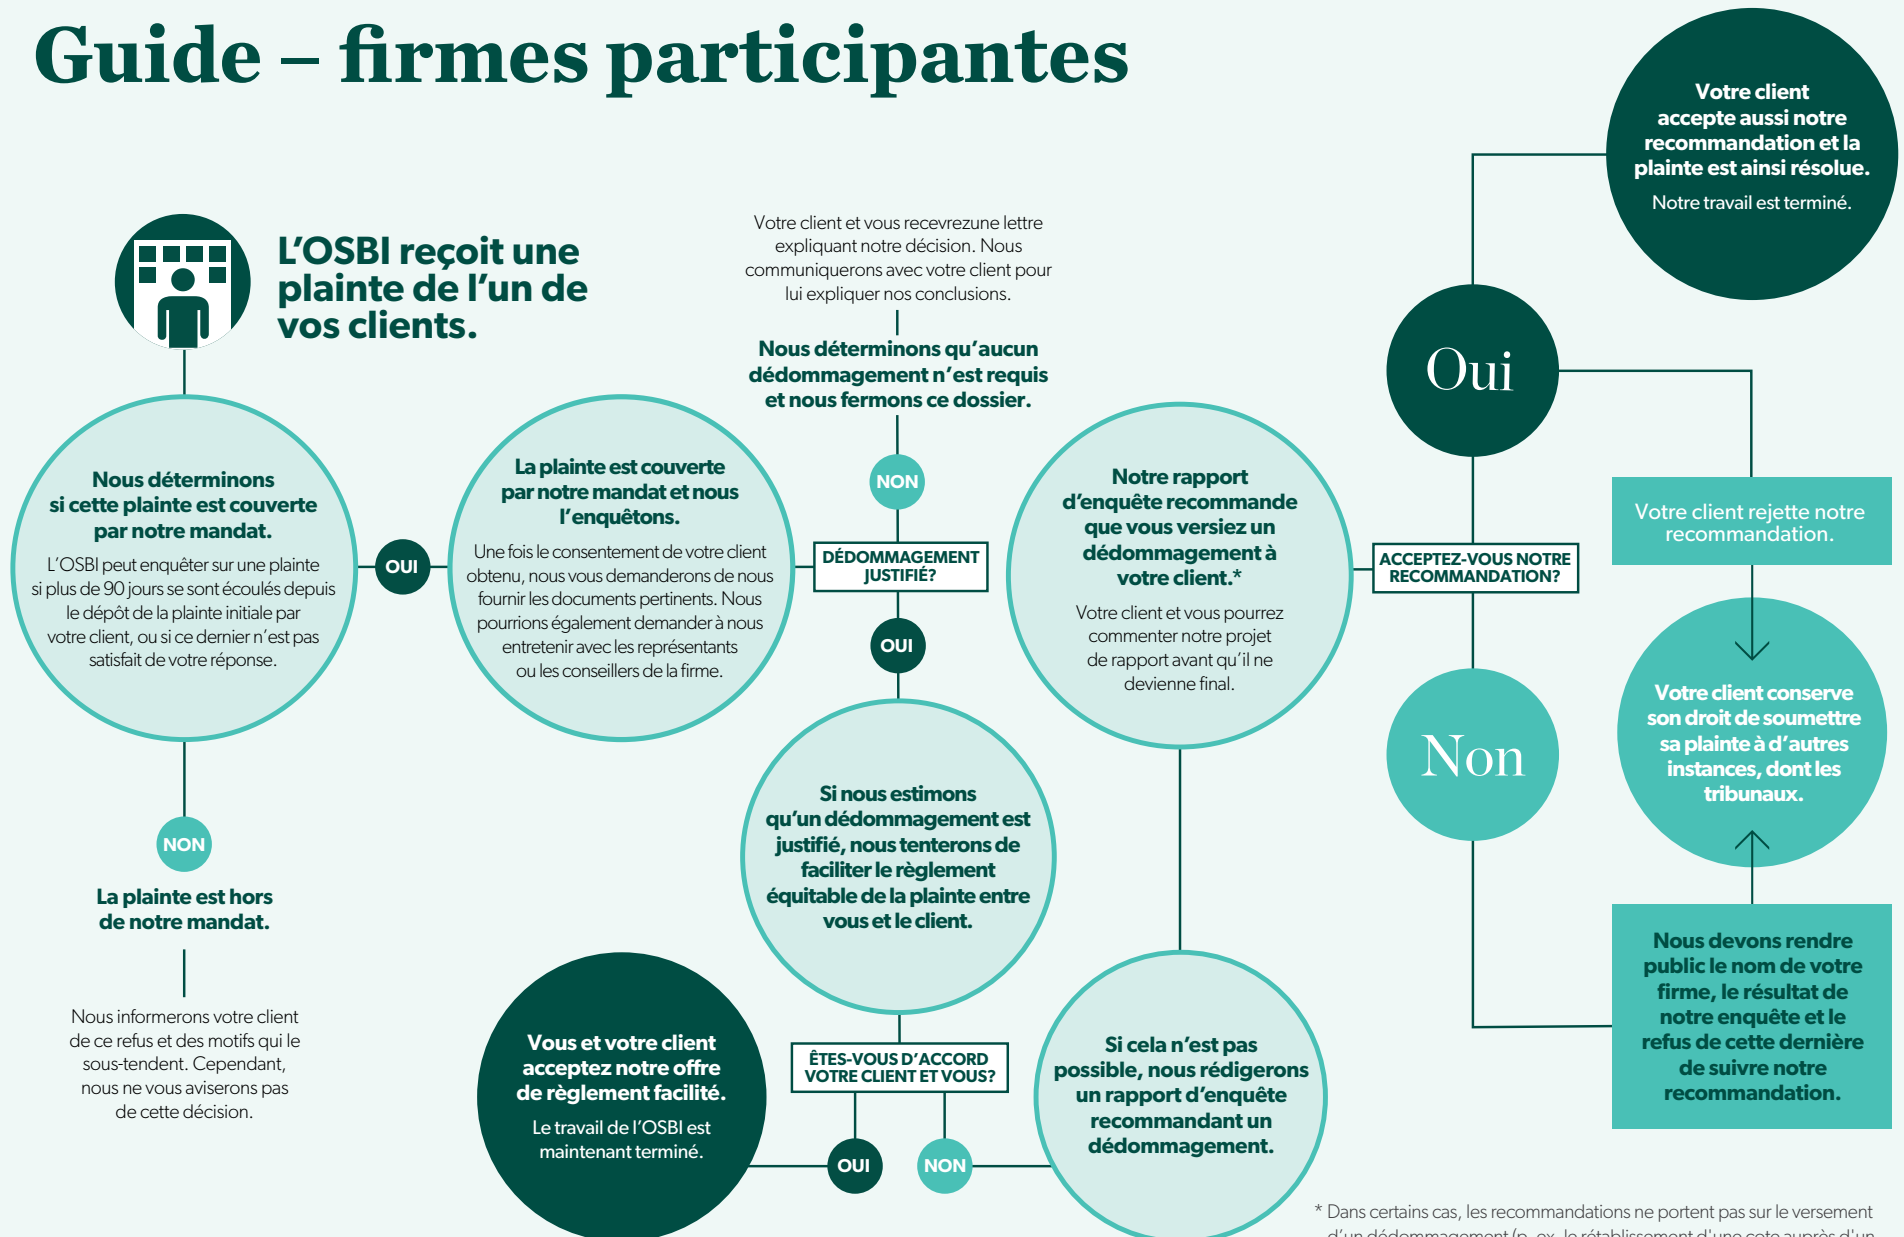 Guide – firmes participantes
L'OSBI reçoit une
plainte de l'un de
vos clients.
Nous déterminons
si cette plainte est couverte
par notre mandat.
L'OSBI peut enquêter sur une plainte
si plus de 90 jours se sont écoulés depuis
le dépôt de la plainte initiale par
votre client, ou si ce dernier n'est pas
satisfait de votre réponse.
NON
La plainte est hors
de notre mandat.
Nous informerons votre client
de ce refus et des motifs qui le
sous-tendent. Cependant,
nous ne vous aviserons pas
de cette décision.
OUI
La plainte est couverte
par notre mandat et nous
l'enquêtons.
Une fois le consentement de votre client
obtenu, nous vous demanderons de nous
fournir les documents pertinents. Nous
pourrions également demander à nous
entretenir avec les représentants
ou les conseillers de la firme.
DÉDOMMAGEMENT
JUSTIFIÉ?
NON
Nous déterminons qu'aucun
dédommagement n'est requis
et nous fermons ce dossier.
Votre client et vous recevrezune lettre
expliquant notre décision. Nous
communiquerons avec votre client pour
lui expliquer nos conclusions.
OUI
Si nous estimons
qu'un dédommagement est
justifié, nous tenterons de
faciliter le règlement
équitable de la plainte entre
vous et le client.
ÊTES-VOUS D'ACCORD
VOTRE CLIENT ET VOUS?
OUI
Vous et votre client
acceptez notre offre
de règlement facilité.
Le travail de l'OSBI est
maintenant terminé.
NON
Si cela n'est pas
possible, nous rédigerons
un rapport d'enquête
recommandant un
dédommagement.
Notre rapport
d'enquête recommande
que vous versiez un
dédommagement à
votre client.*
Votre client et vous pourrez
commenter notre projet
de rapport avant qu'il ne
devienne final.
ACCEPTEZ-VOUS NOTRE
RECOMMANDATION?
Oui
Votre client
accepte aussi notre
recommandation et la
plainte est ainsi résolue.
Notre travail est terminé.
Votre client rejette notre
recommandation.
Votre client conserve
son droit de soumettre
sa plainte à d'autres
instances, dont les
tribunaux.
Non
Nous devons rendre
public le nom de votre
firme, le résultat de
notre enquête et le
refus de cette dernière
de suivre notre
recommandation.
* Dans certains cas, les recommandations ne portent pas sur le versement
d'un dédommagement (p. ex. le rétablissement d'une cote auprès d'un